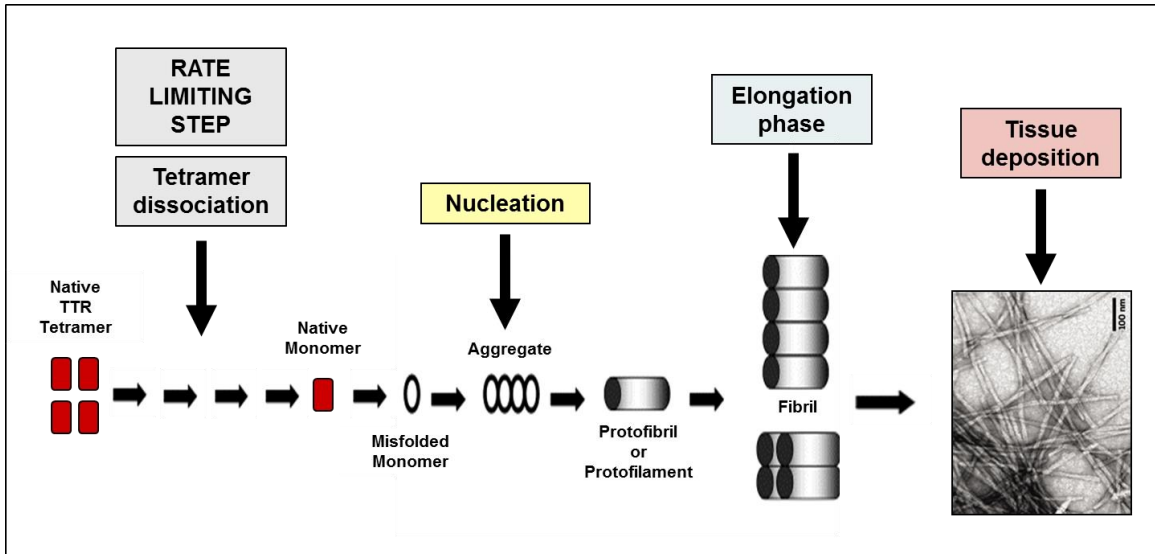 RATE
LIMITING
STEP
Tetramer
dissociation
Nucleation
Elongation
phase
Tissue
deposition
Native
TTR
Tetramer
Native
Monomer
Misfolded
Monomer
Aggregate
Protofibril
or
Protofilament
Fibril
100 nm